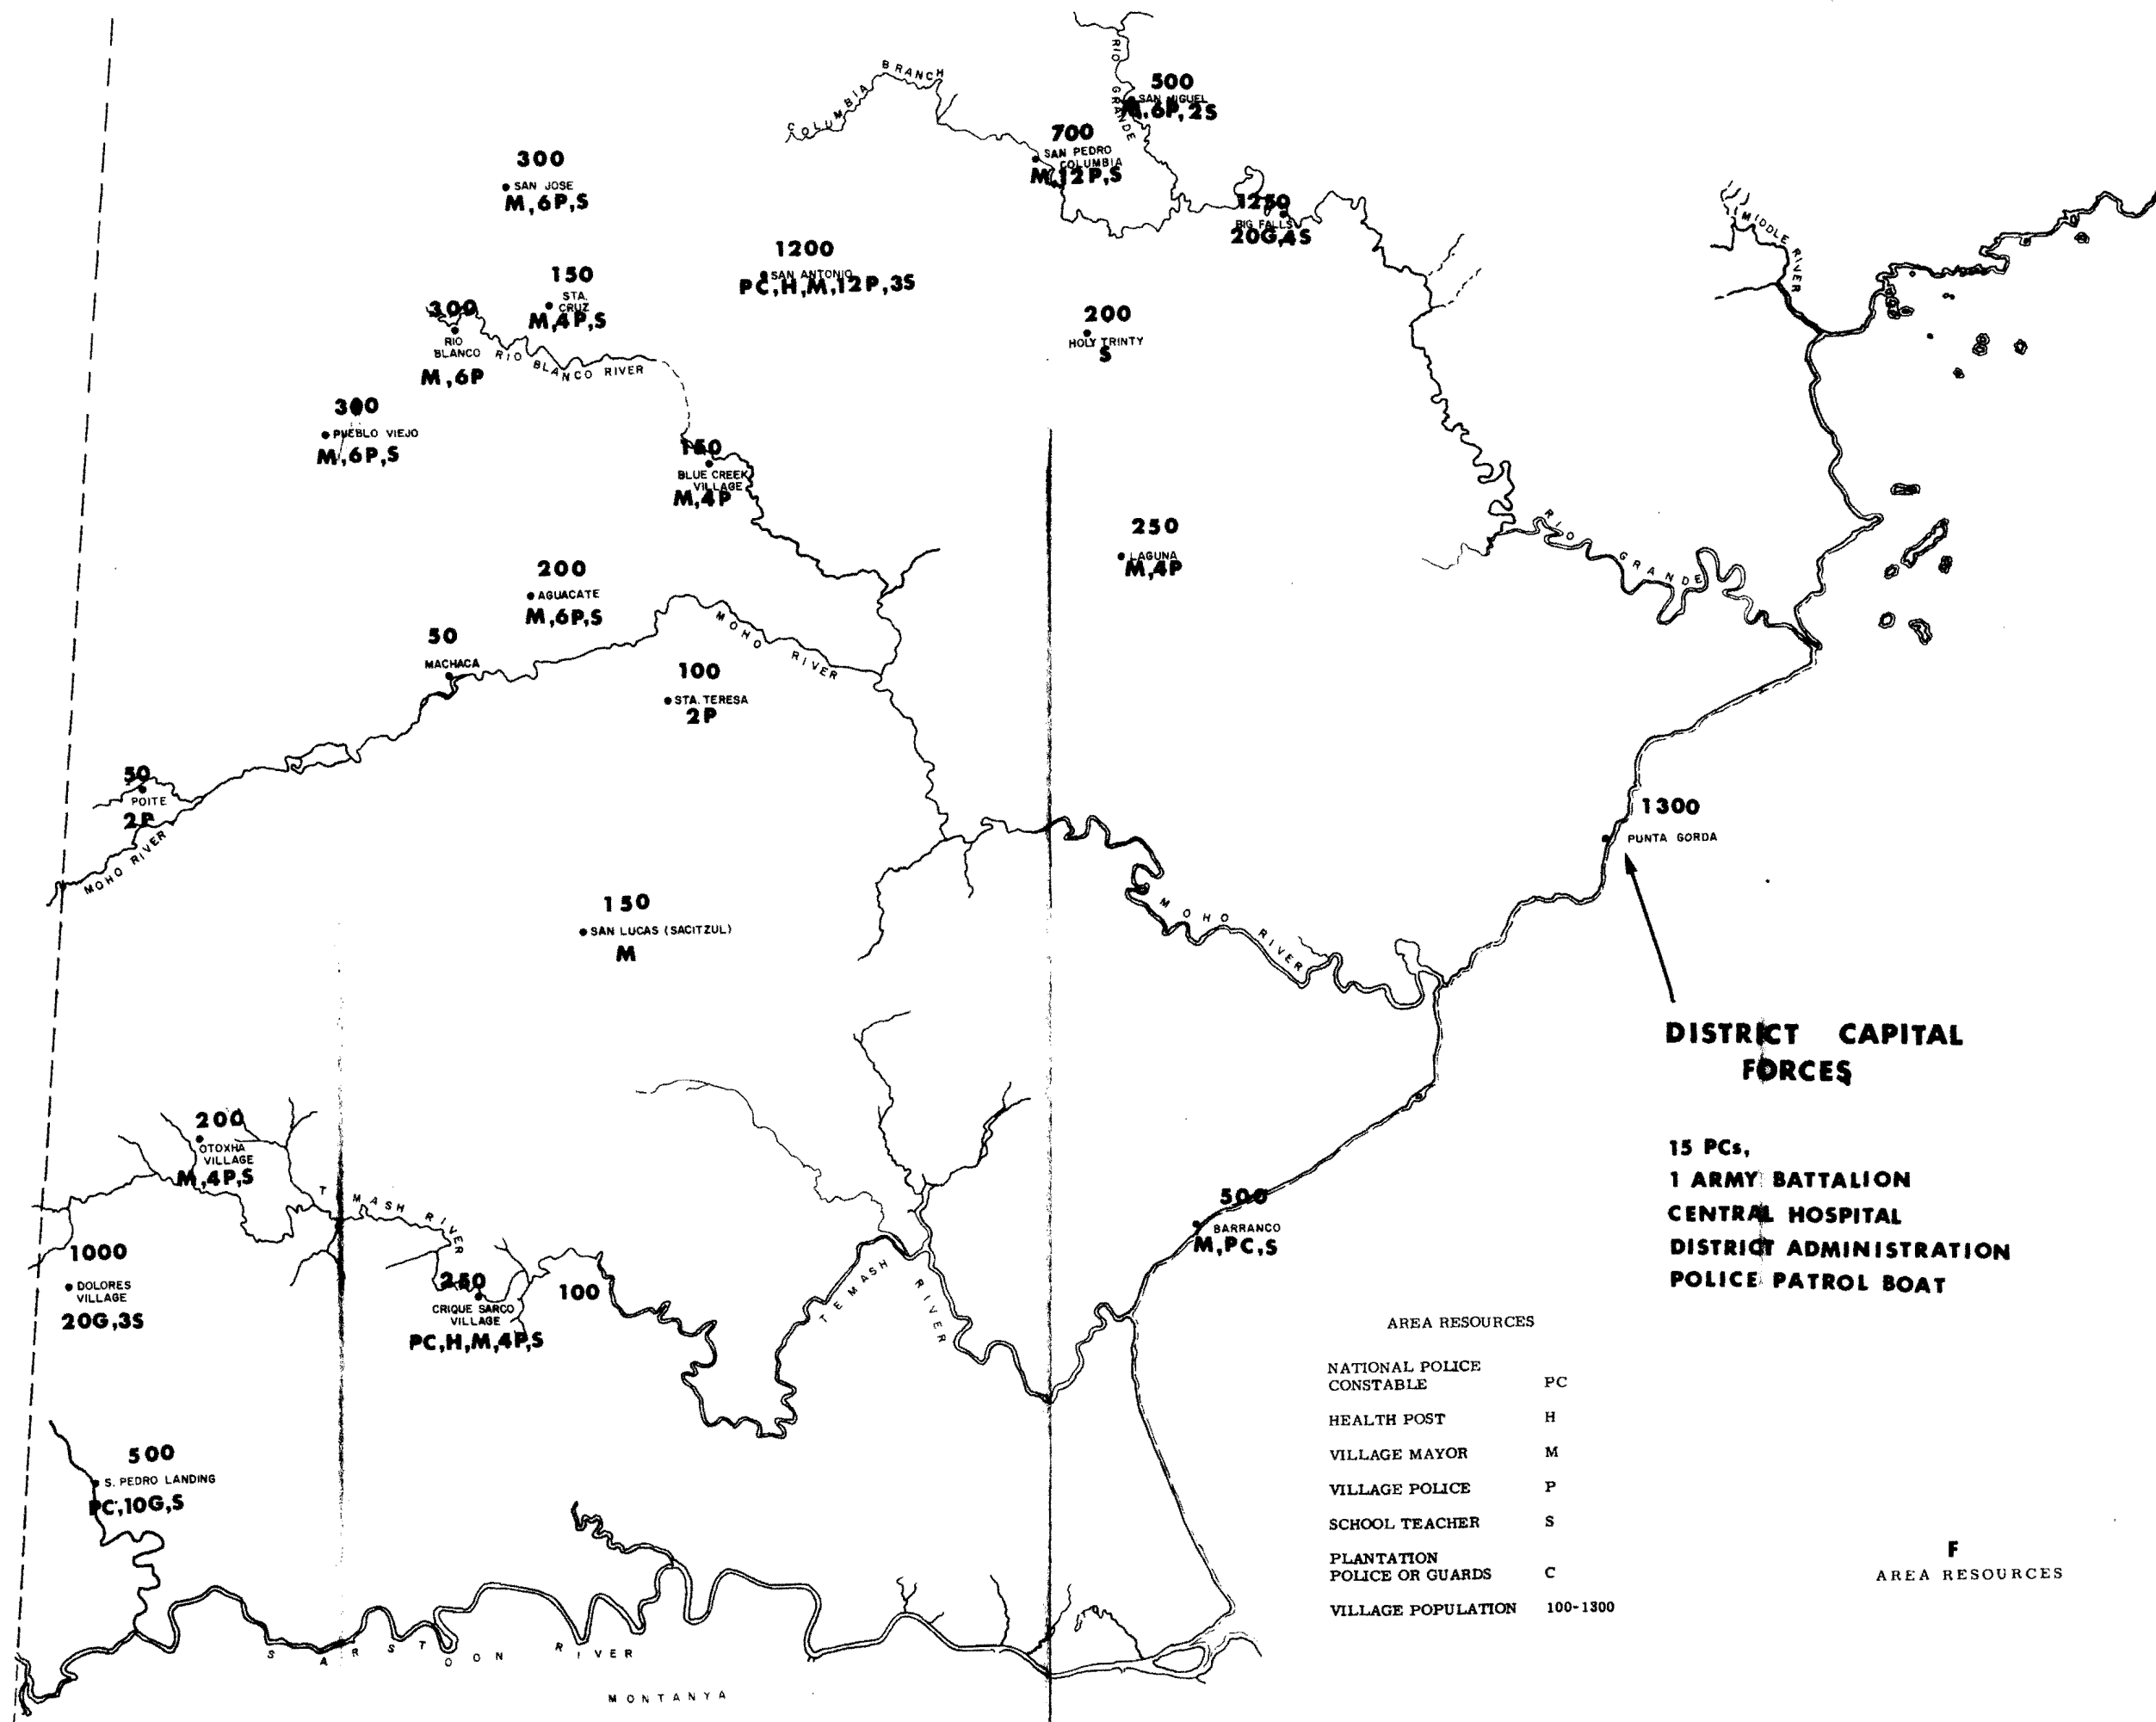 COLUMBIA BRANCH
RIO GRANDE
500
SAN MIGUEL
M,6P,2S
700
SAN PEDRO
COLUMBIA
M,12P,S
300
SAN JOSE
M,6P,S
1250
BIG FALLS
20G,4S
MIDDLE RIVER
1200
SAN ANTONIO
PC,H,M,12P,3S
150
STA.
CRUZ
M,4P,S
300
RIO
BLANCO
M,6P
RIO BLANCO RIVER
200
HOLY TRINTY
S
300
PUEBLO VIEJO
M,6P,S
150
BLUE CREEK
VILLAGE
M,4P
250
LAGUNA
M,4P
RIO GRANDE
200
AGUACATE
M,6P,S
MOHO RIVER
50
MACHACA
100
STA. TERESA
2P
50
POITE
2P
MOHO RIVER
1300
PUNTA GORDA
150
SAN LUCAS (SACITZUL)
M
MOHO RIVER
DISTRICT CAPITAL
FORCES
15 PCs,
1 ARMY BATTALION
CENTRAL HOSPITAL
DISTRICT ADMINISTRATION
POLICE PATROL BOAT
200
OTOXHA
VILLAGE
M,4P,S
T MASH RIVER
1000
DOLORES
VILLAGE
20G,3S
250
CRIQUE SARCO
VILLAGE
PC,H,M,4P,S
100
TEMASH RIVER
500
BARRANCO
M,PC,S
500
S. PEDRO LANDING
PC,10G,S
SARSTOON RIVER
MONTANYA
AREA RESOURCES
NATIONAL POLICE
CONSTABLE PC
HEALTH POST H
VILLAGE MAYOR M
VILLAGE POLICE P
SCHOOL TEACHER S
PLANTATION
POLICE OR GUARDS C
VILLAGE POPULATION 100-1300
F
AREA RESOURCES